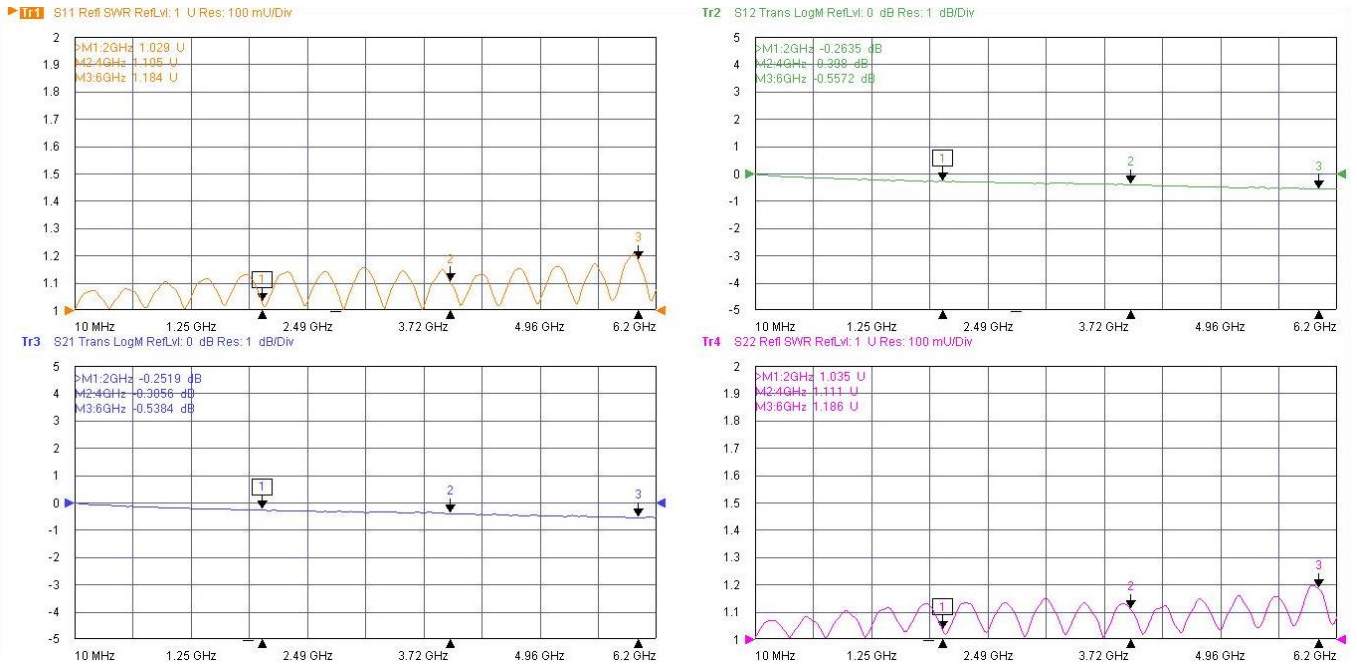 Tr1 S11 Refl SWR RefLvl: 1 U Res: 100 mU/Div
2
1.9
1.8
1.7
1.6
1.5
1.4
1.3
1.2
1.1
1
>M1:2GHz 1.029 U
M2:4GHz 1.105 U
M3:6GHz 1.184 U
1
2
3
10 MHz 1.25 GHz 2.49 GHz 3.72 GHz 4.96 GHz 6.2 GHz
Tr2 S12 Trans LogM RefLvl: 0 dB Res: 1 dB/Div
5
4
3
2
1
0
-1
-2
-3
-4
-5
>M1:2GHz -0.2635 dB
M2:4GHz -0.398 dB
M3:6GHz -0.5572 dB
1
2
3
10 MHz 1.25 GHz 2.49 GHz 3.72 GHz 4.96 GHz 6.2 GHz
Tr3 S21 Trans LogM RefLvl: 0 dB Res: 1 dB/Div
5
4
3
2
1
0
-1
-2
-3
-4
-5
>M1:2GHz -0.2519 dB
M2:4GHz dB
M3:6GHz -0.5384 dB
1
2
3
10 MHz 1.25 GHz 2.49 GHz 3.72 GHz 4.96 GHz 6.2 GHz
Tr4 S22 Refl SWR RefLvl: 1 U Res: 100 mU/Div
2
1.9
1.8
1.7
1.6
1.5
1.4
1.3
1.2
1.1
1
>M1:2GHz 1.035 U
M2:4GHz 1.111 U
M3:6GHz 1.186 U
1
2
3
10 MHz 1.25 GHz 2.49 GHz 3.72 GHz 4.96 GHz 6.2 GHz